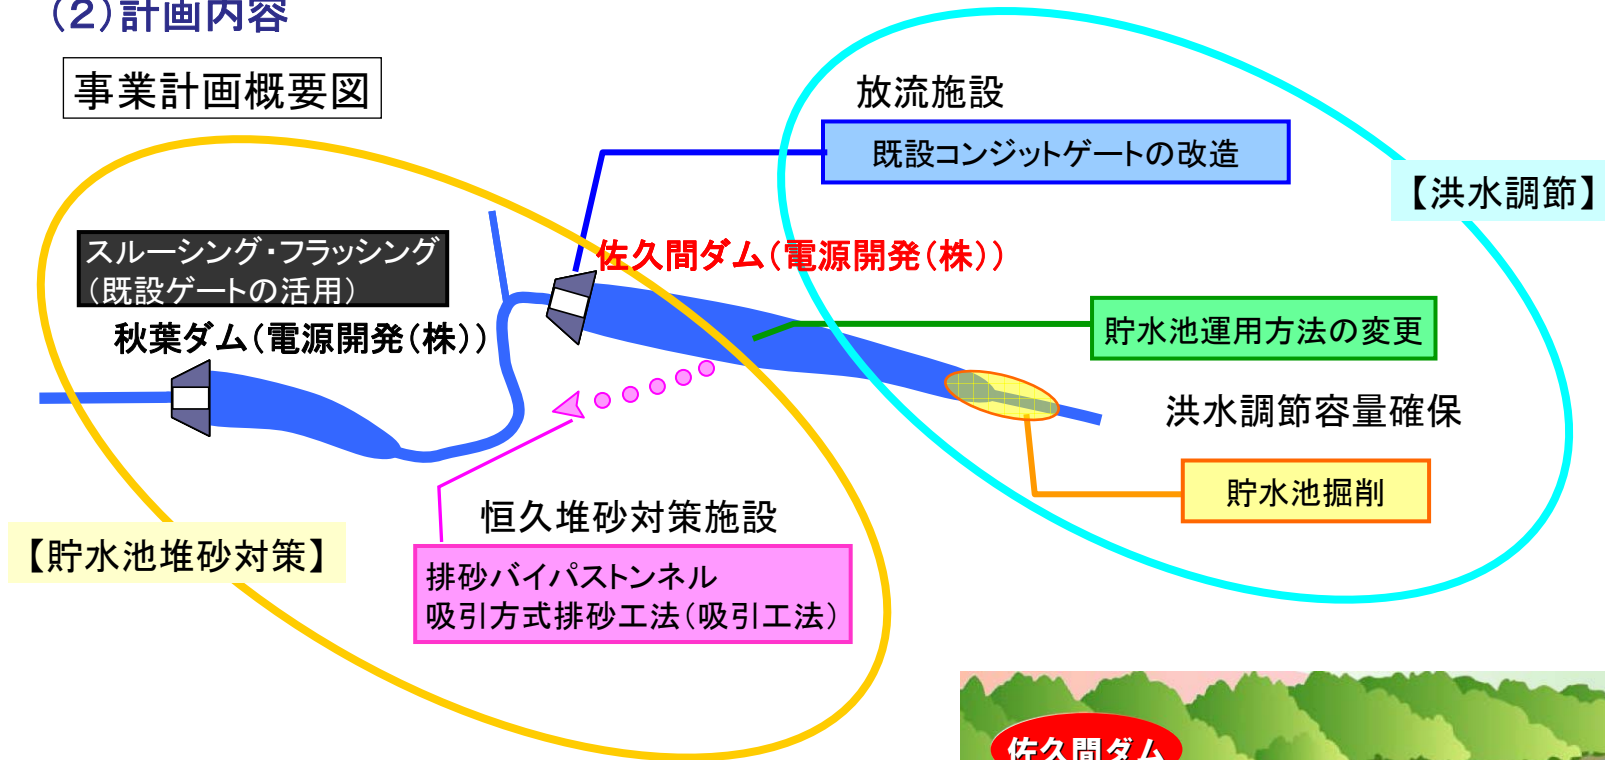 (2)計画内容
事業計画概要図
放流施設
既設コンジットゲートの改造
【洪水調節】
スルーシング・フラッシング
(既設ゲートの活用)
佐久間ダム(電源開発(株))
秋葉ダム(電源開発(株))
貯水池運用方法の変更
洪水調節容量確保
貯水池掘削
恒久堆砂対策施設
【貯水池堆砂対策】
排砂バイパストンネル
吸引方式排砂工法(吸引工法)
佐久間ダム